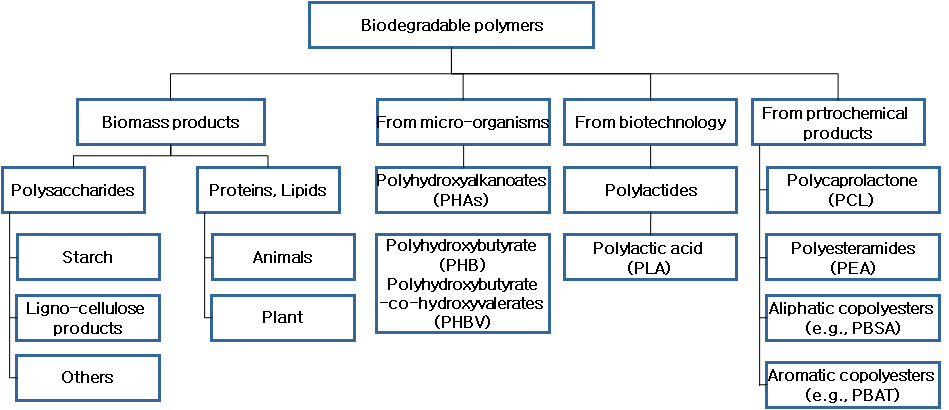 Biodegradable polymers
Biomass products
From micro-organisms
From biotechnology
From prtrochemical
products
Polysaccharides
Proteins, Lipids
Polyhydroxyalkanoates
(PHAs)
Polylactides
Polycaprolactone
(PCL)
Starch
Animals
Polyhydroxybutyrate
(PHB)
Polyhydroxybutyrate
-co-hydroxyvalerates
(PHBV)
Polylactic acid
(PLA)
Polyesteramides
(PEA)
Ligno-cellulose
products
Plant
Aliphatic copolyesters
(e.g., PBSA)
Others
Aromatic copolyesters
(e.g., PBAT)